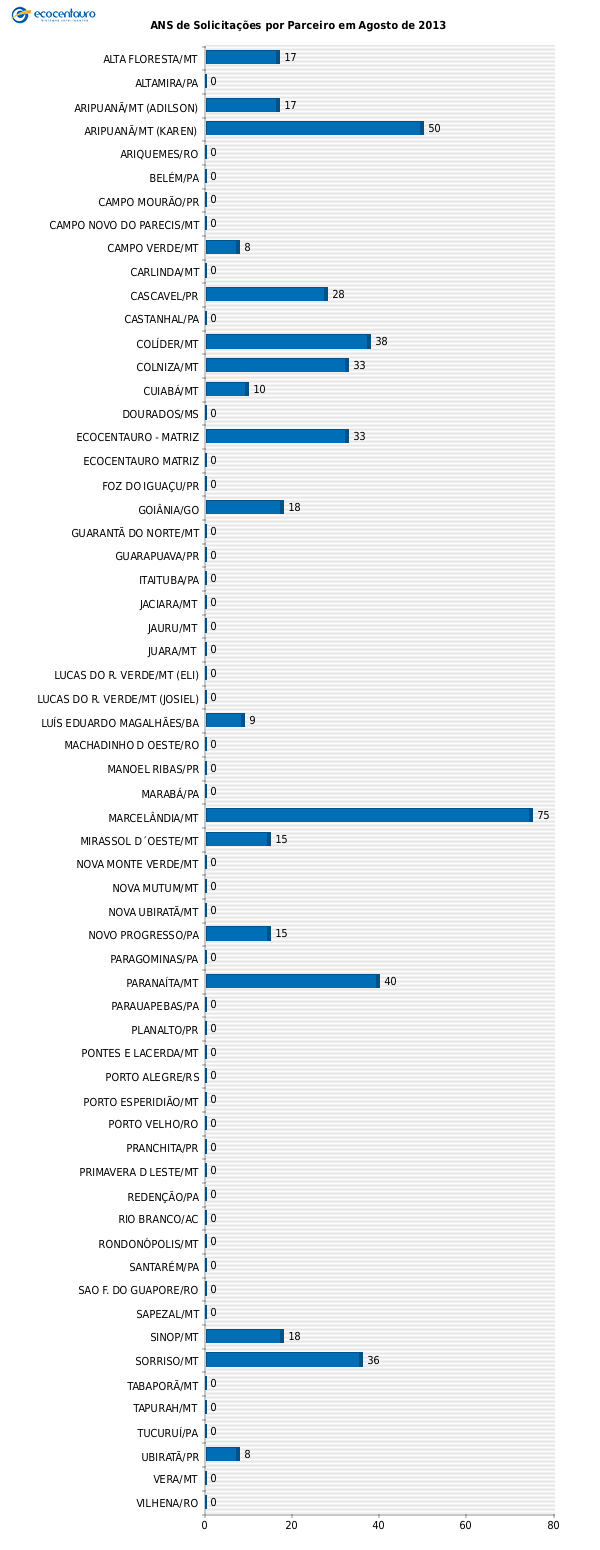 ecocentauro
ANS de Solicitações por Parceiro em Agosto de 2013
ALTA FLORESTA/MT 17
ALTAMIRA/PA 0
ARIPUANÃ/MT (ADILSON) 17
ARIPUANÃ/MT (KAREN) 50
ARIQUEMES/RO 0
BELÉM/PA 0
CAMPO MOURÃO/PR 0
CAMPO NOVO DO PARECIS/MT 0
CAMPO VERDE/MT 8
CARLINDA/MT 0
CASCAVEL/PR 28
CASTANHAL/PA 0
COLÍDER/MT 38
COLNIZA/MT 33
CUIABÁ/MT 10
DOURADOS/MS 0
ECOCENTAURO - MATRIZ 33
ECOCENTAURO MATRIZ 0
FOZ DO IGUAÇU/PR 0
GOIÂNIA/GO 18
GUARANTÃ DO NORTE/MT 0
GUARAPUAVA/PR 0
ITAITUBA/PA 0
JACIARA/MT 0
JAURU/MT 0
JUARA/MT 0
LUCAS DO R. VERDE/MT (ELI) 0
LUCAS DO R. VERDE/MT (JOSIEL) 0
LUÍS EDUARDO MAGALHÃES/BA 9
MACHADINHO D OESTE/RO 0
MANOEL RIBAS/PR 0
MARABÁ/PA 0
MARCELÂNDIA/MT 75
MIRASSOL D´OESTE/MT 15
NOVA MONTE VERDE/MT 0
NOVA MUTUM/MT 0
NOVA UBIRATÃ/MT 0
NOVO PROGRESSO/PA 15
PARAGOMINAS/PA 0
PARANAÍTA/MT 40
PARAUAPEBAS/PA 0
PLANALTO/PR 0
PONTES E LACERDA/MT 0
PORTO ALEGRE/RS 0
PORTO ESPERIDIÃO/MT 0
PORTO VELHO/RO 0
PRANCHITA/PR 0
PRIMAVERA D LESTE/MT 0
REDENÇÃO/PA 0
RIO BRANCO/AC 0
RONDONÓPOLIS/MT 0
SANTARÉM/PA 0
SAO F. DO GUAPORE/RO 0
SAPEZAL/MT 0
SINOP/MT 18
SORRISO/MT 36
TABAPORÃ/MT 0
TAPURAH/MT 0
TUCURUÍ/PA 0
UBIRATÃ/PR 8
VERA/MT 0
VILHENA/RO 0
0 20 40 60 80